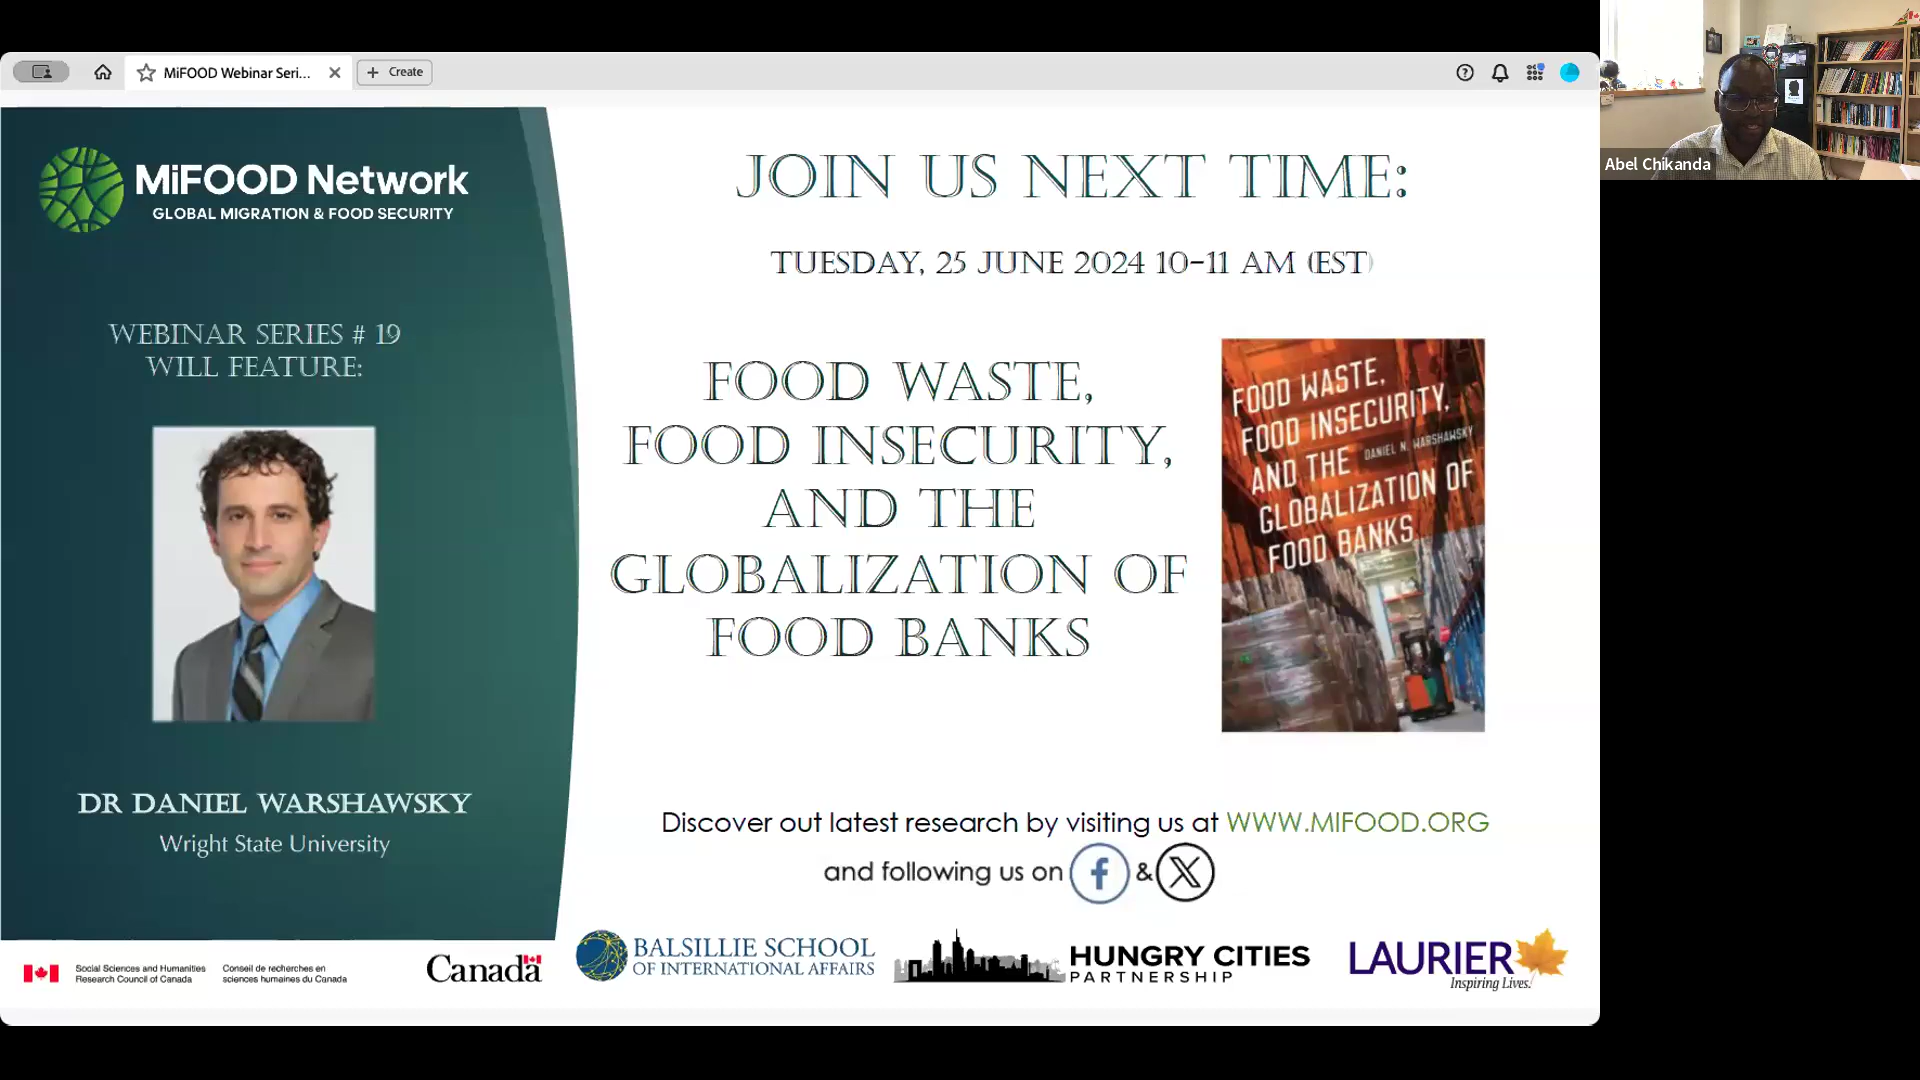 MiFOOD Webinar Seri...
Create
Abel Chikanda
MiFOOD Network
GLOBAL MIGRATION & FOOD SECURITY
WEBINAR SERIES # 19
WILL FEATURE:
DR DANIEL WARSHAWSKY
Wright State University
JOIN US NEXT TIME:
TUESDAY, 25 JUNE 2024 10-11 AM (EST)
FOOD WASTE,
FOOD INSECURITY,
AND THE
GLOBALIZATION OF
FOOD BANKS
FOOD WASTE,
FOOD INSECURITY,
DANIEL N. WARSHAWSKY
AND THE
GLOBALIZATION OF
FOOD BANKS
Discover out latest research by visiting us at WWW.MIFOOD.ORG
and following us on f & X
Social Sciences and Humanities
Research Council of Canada
Conseil de recherches en
sciences humaines du Canada
Canada
BALSILLIE SCHOOL
OF INTERNATIONAL AFFAIRS
HUNGRY CITIES
PARTNERSHIP
LAURIER
Inspiring Lives.